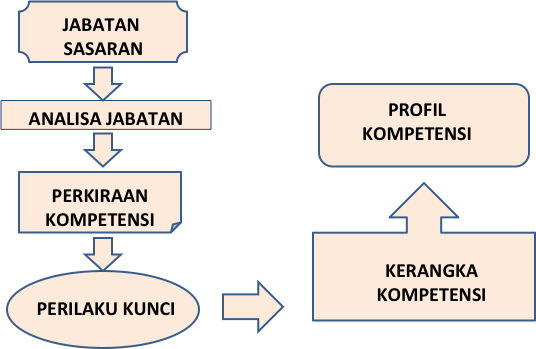 JABATAN
SASARAN
ANALISA JABATAN
PERKIRAAN
KOMPETENSI
PERILAKU KUNCI
KERANGKA
KOMPETENSI
PROFIL
KOMPETENSI